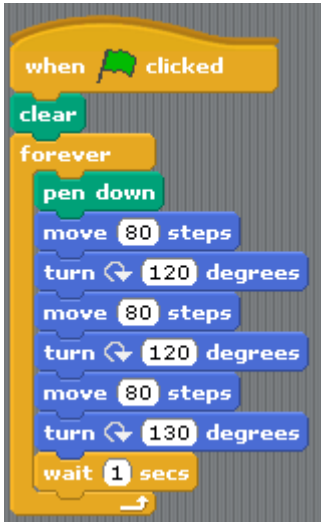 when clicked
clear
forever
pen down
move 80 steps
turn 120 degrees
move 80 steps
turn 120 degrees
move 80 steps
turn 130 degrees
wait 1 secs